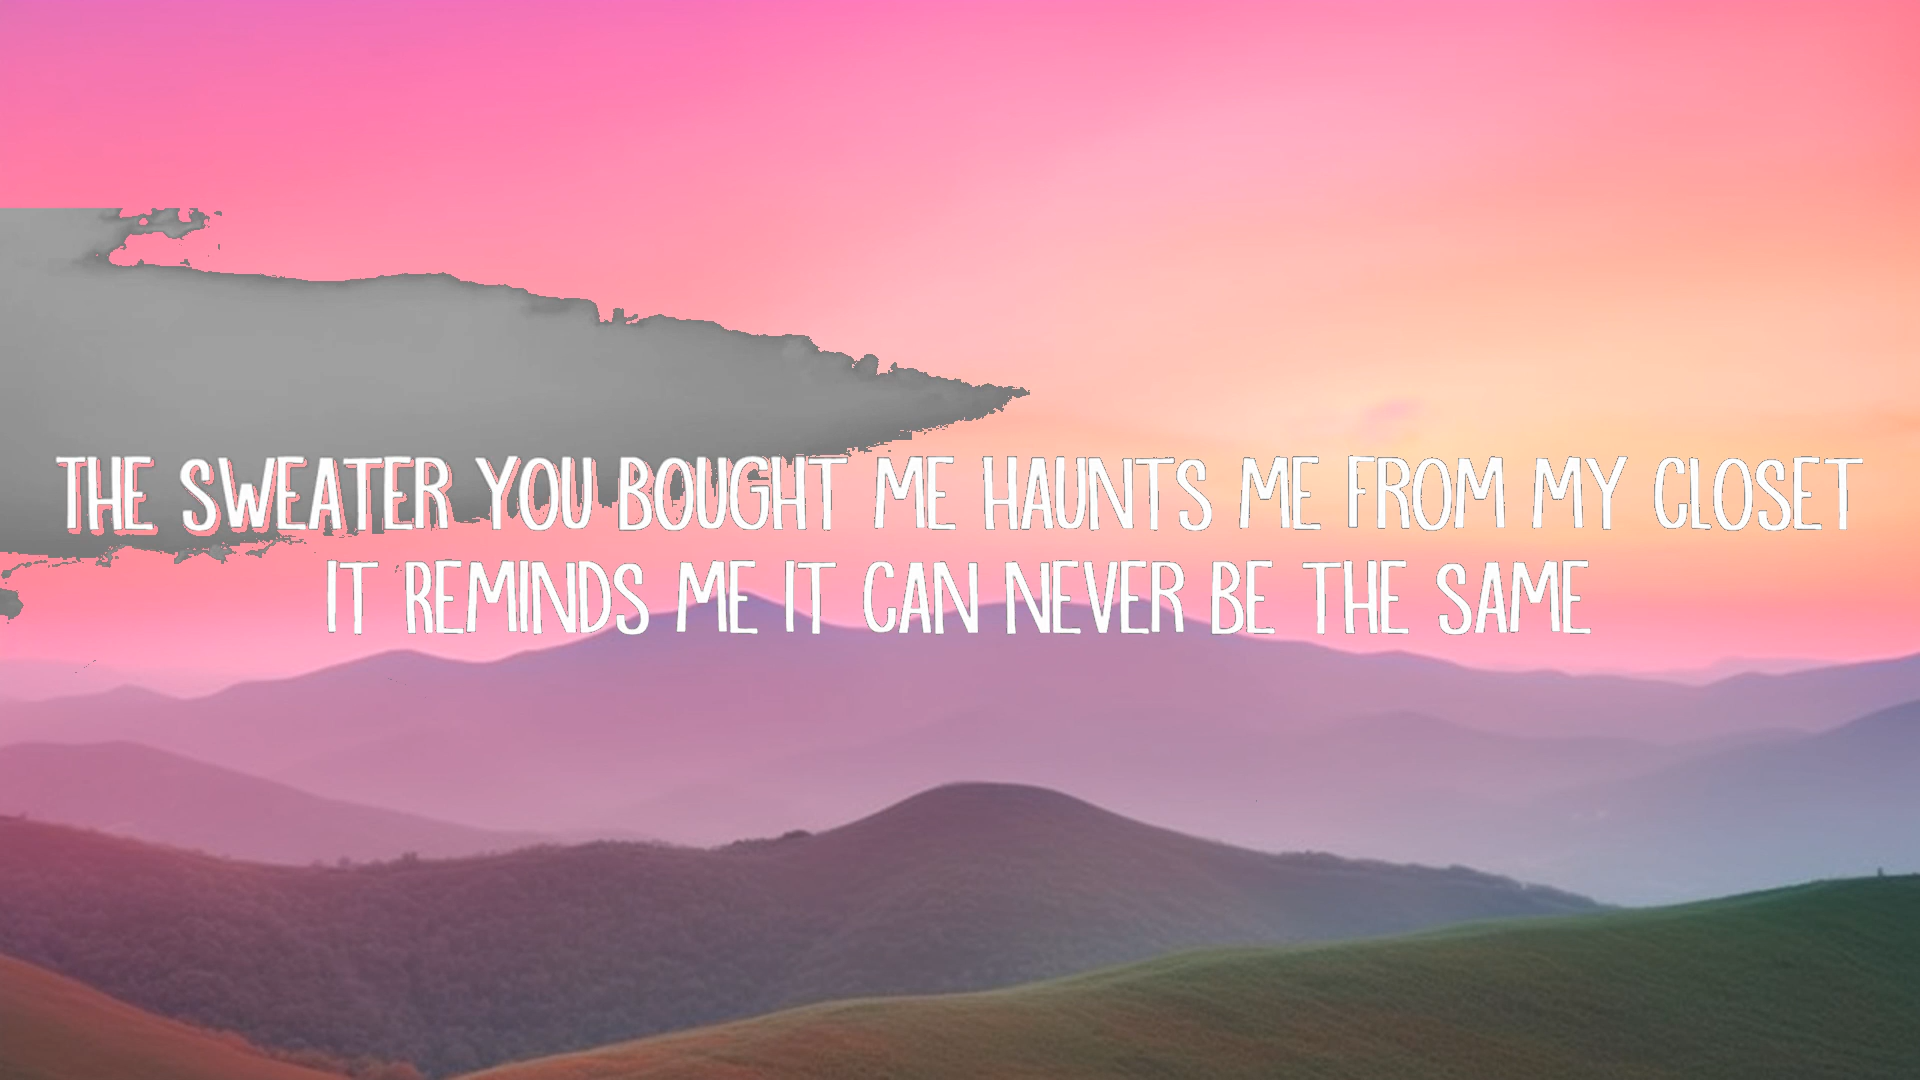 THE SWEATER YOU BOUGHT ME HAUNTS ME FROM MY CLOSET
IT REMINDS ME IT CAN NEVER BE THE SAME